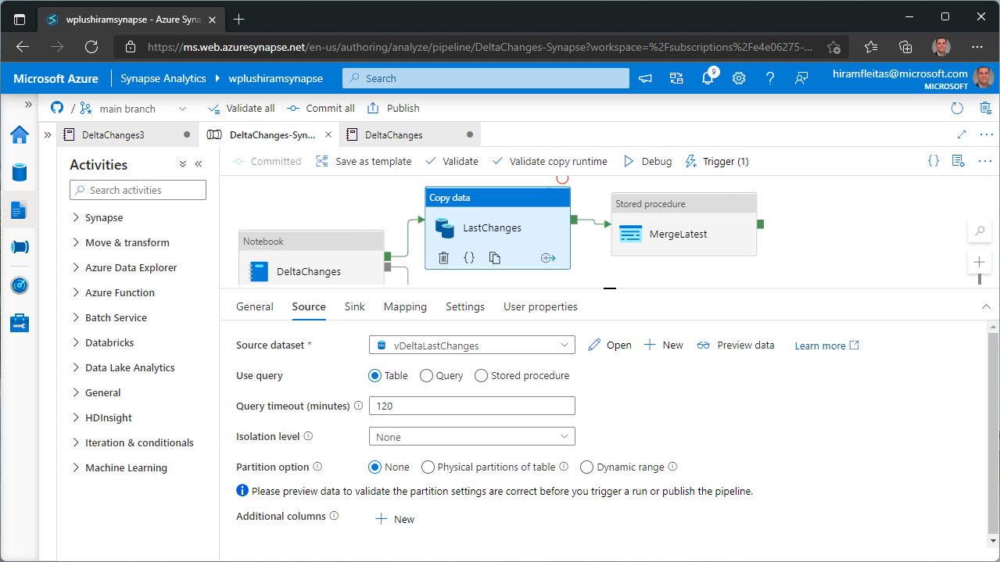 wplushiramsynapse - Azure Syna
https://ms.web.azuresynapse.net/en-us/authoring/analyze/pipeline/DeltaChanges-Synapse?workspace=%2Fsubscriptions%2Fe4e06275-...
Microsoft Azure
Synapse Analytics
wplushiramsynapse
Search
9
hiramfleitas@microsoft.com
MICROSOFT
/
main branch
Validate all
Commit all
Publish
DeltaChanges3
DeltaChanges-Syn...
DeltaChanges
Activities
Search activities
Synapse
Move & transform
Azure Data Explorer
Azure Function
Batch Service
Databricks
Data Lake Analytics
General
HDInsight
Iteration & conditionals
Machine Learning
Committed
Save as template
Validate
Validate copy runtime
Debug
Trigger (1)
{}
Notebook
DeltaChanges
Copy data
LastChanges
{}
Stored procedure
MergeLatest
General
Source
Sink
Mapping
Settings
User properties
Source dataset *
vDeltaLastChanges
Open
New
Preview data
Learn more
Use query
Table
Query
Stored procedure
Query timeout (minutes)
120
Isolation level
None
Partition option
None
Physical partitions of table
Dynamic range
Please preview data to validate the partition settings are correct before you trigger a run or publish the pipeline.
Additional columns
New